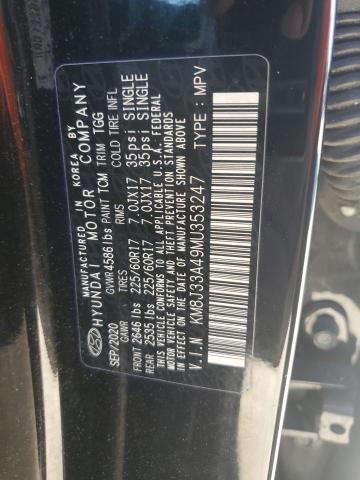 MANUFACTURED IN KOREA BY
HYUNDAI MOTOR COMPANY
SEP/2020 GVWR 4586 lbs PAINT TCM TRIM TGG
GAWR TIRES RIMS COLD TIRE INFL
FRONT 2646 lbs 225/60R17 7.0JX17 35psi SINGLE
REAR 2535 lbs 225/60R17 7.0JX17 35psi SINGLE
THIS VEHICLE CONFORMS TO ALL APPLICABLE U.S.A. FEDERAL
MOTOR VEHICLE SAFETY BUMPER, AND THEFT PREVENTION STANDARDS
IN EFFECT ON THE DATE OF MANUFACTURE SHOWN ABOVE.
V.I.N KM8J33A49MU353247 TYPE : MPV